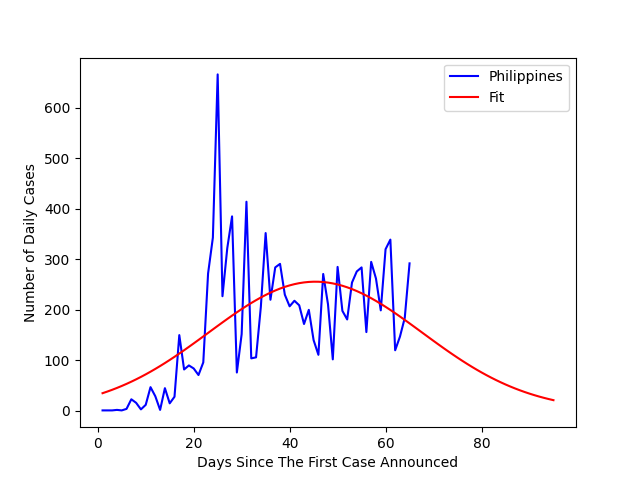 Philippines
Fit
Number of Daily Cases
600
500
400
300
200
100
0
0 20 40 60 80
Days Since The First Case Announced